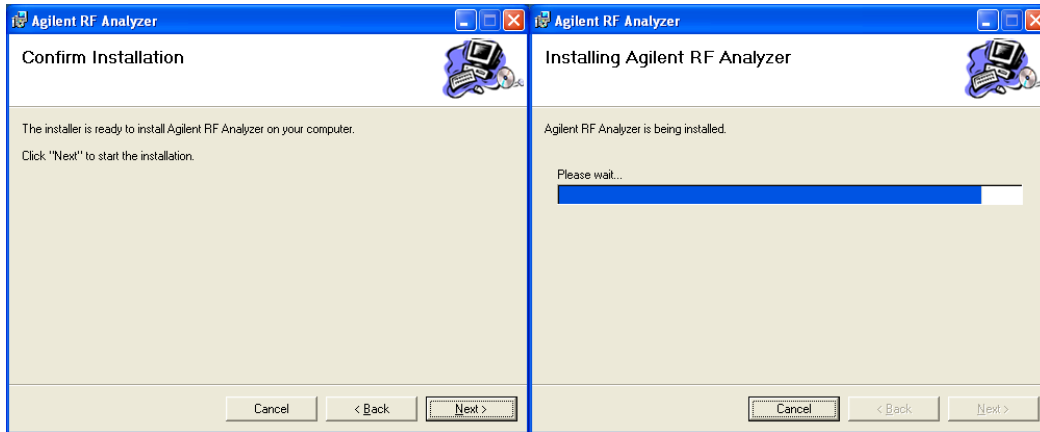 Agilent RF Analyzer
Confirm Installation
The installer is ready to install Agilent RF Analyzer on your computer.
Click "Next" to start the installation.
Cancel
< Back
Next >
Agilent RF Analyzer
Installing Agilent RF Analyzer
Agilent RF Analyzer is being installed.
Please wait...
Cancel
< Back
Next >